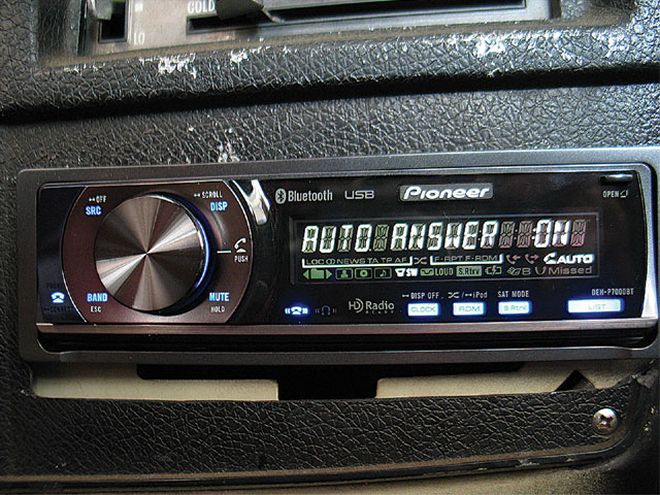 COLD
LO
OFF SCROLL
SRC DISP
PUSH
BAND MUTE
ESC HOLD
Bluetooth USB Pioneer OPEN
AUTO ANSWER ON
LOC NEWS TA TP AF F-RPT F-RDM AUTO
SW LOUD S.Rtrv B Missed
HD Radio READY
DISP OFF /iPod SAT MODE DEH-P7000BT
CLOCK RDM S.Rtrv LIST